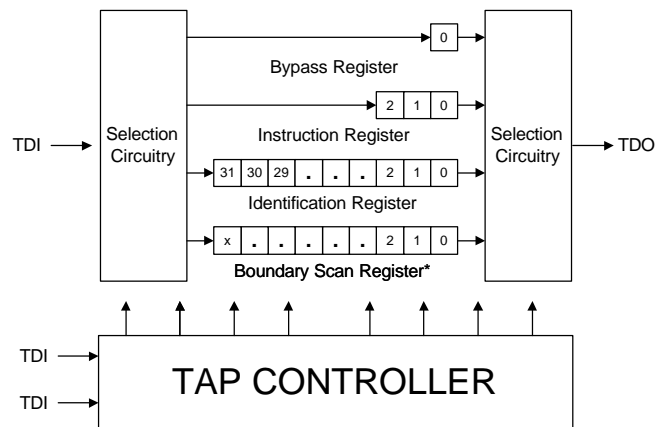 0
Bypass Register
2 1 0
Instruction Register
TDI
Selection
Circuitry
Selection
Circuitry
TDO
31 30 29 . . . 2 1 0
Identification Register
x . . . . . 2 1 0
Boundary Scan Register*
TDI
TDI
TAP CONTROLLER